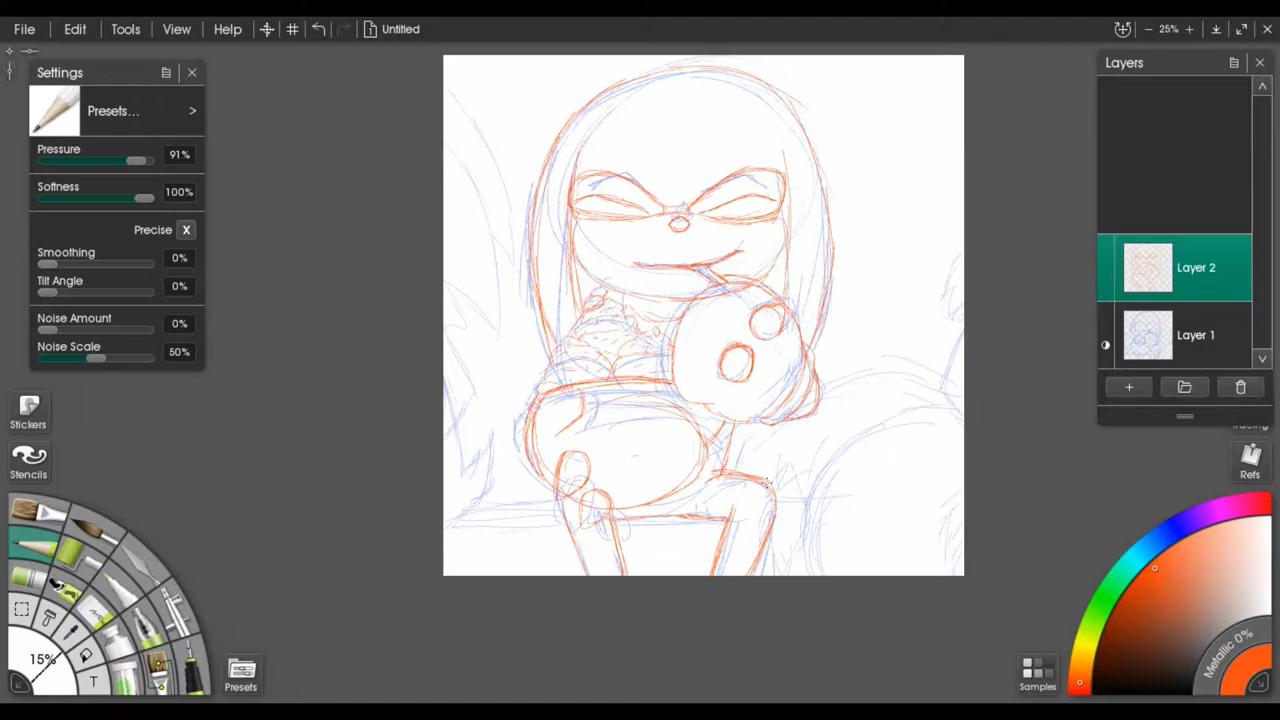 File Edit Tools View Help Untitled 25%
Settings
Presets... >
Pressure 91%
Softness 100%
Precise X
Smoothing 0%
Tilt Angle 0%
Noise Amount 0%
Noise Scale 50%
Layers
Layer 2
Layer 1
Tracing
Refs
Stickers
Stencils
15%
T
Presets
Samples
Metallic 0%